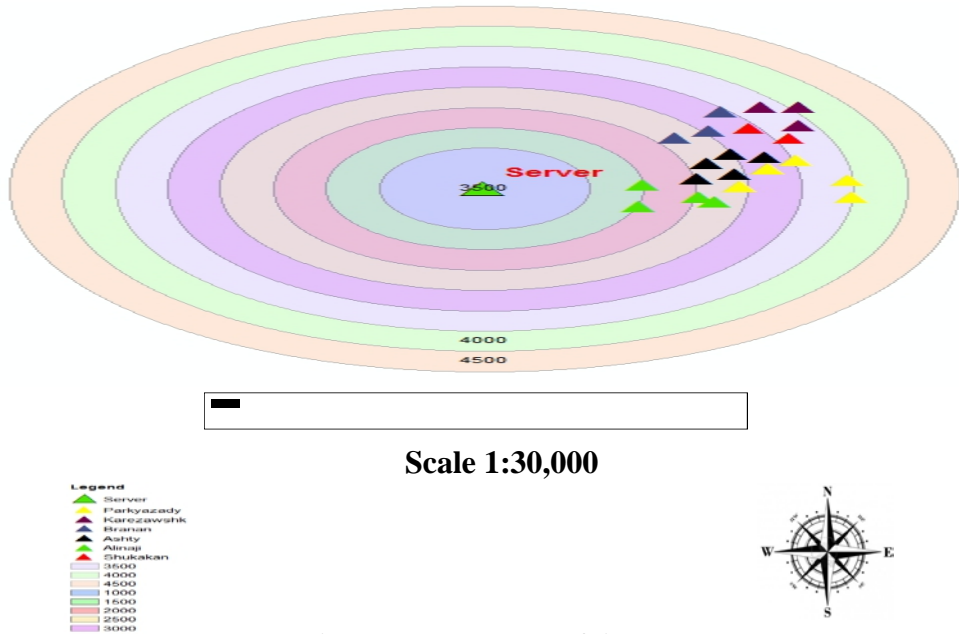 Server
3500
4000
4500
Scale 1:30,000
Legend
Server
Parkyazady
Karezawshk
Branan
Ashty
Alinaji
Shukakan
3500
4000
4500
1000
1500
2000
2500
3000
N
W E
S